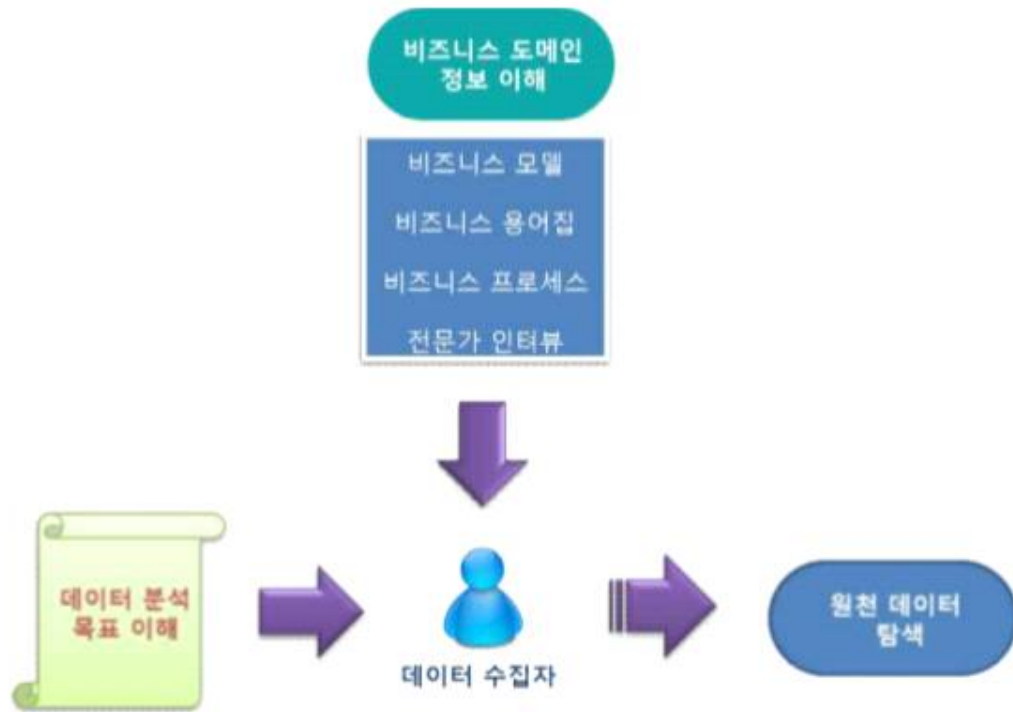 비즈니스 도메인
정보 이해
비즈니스 모델
비즈니스 용어집
비즈니스 프로세스
전문가 인터뷰
데이터 분석
목표 이해
데이터 수집자
원천 데이터
탐색